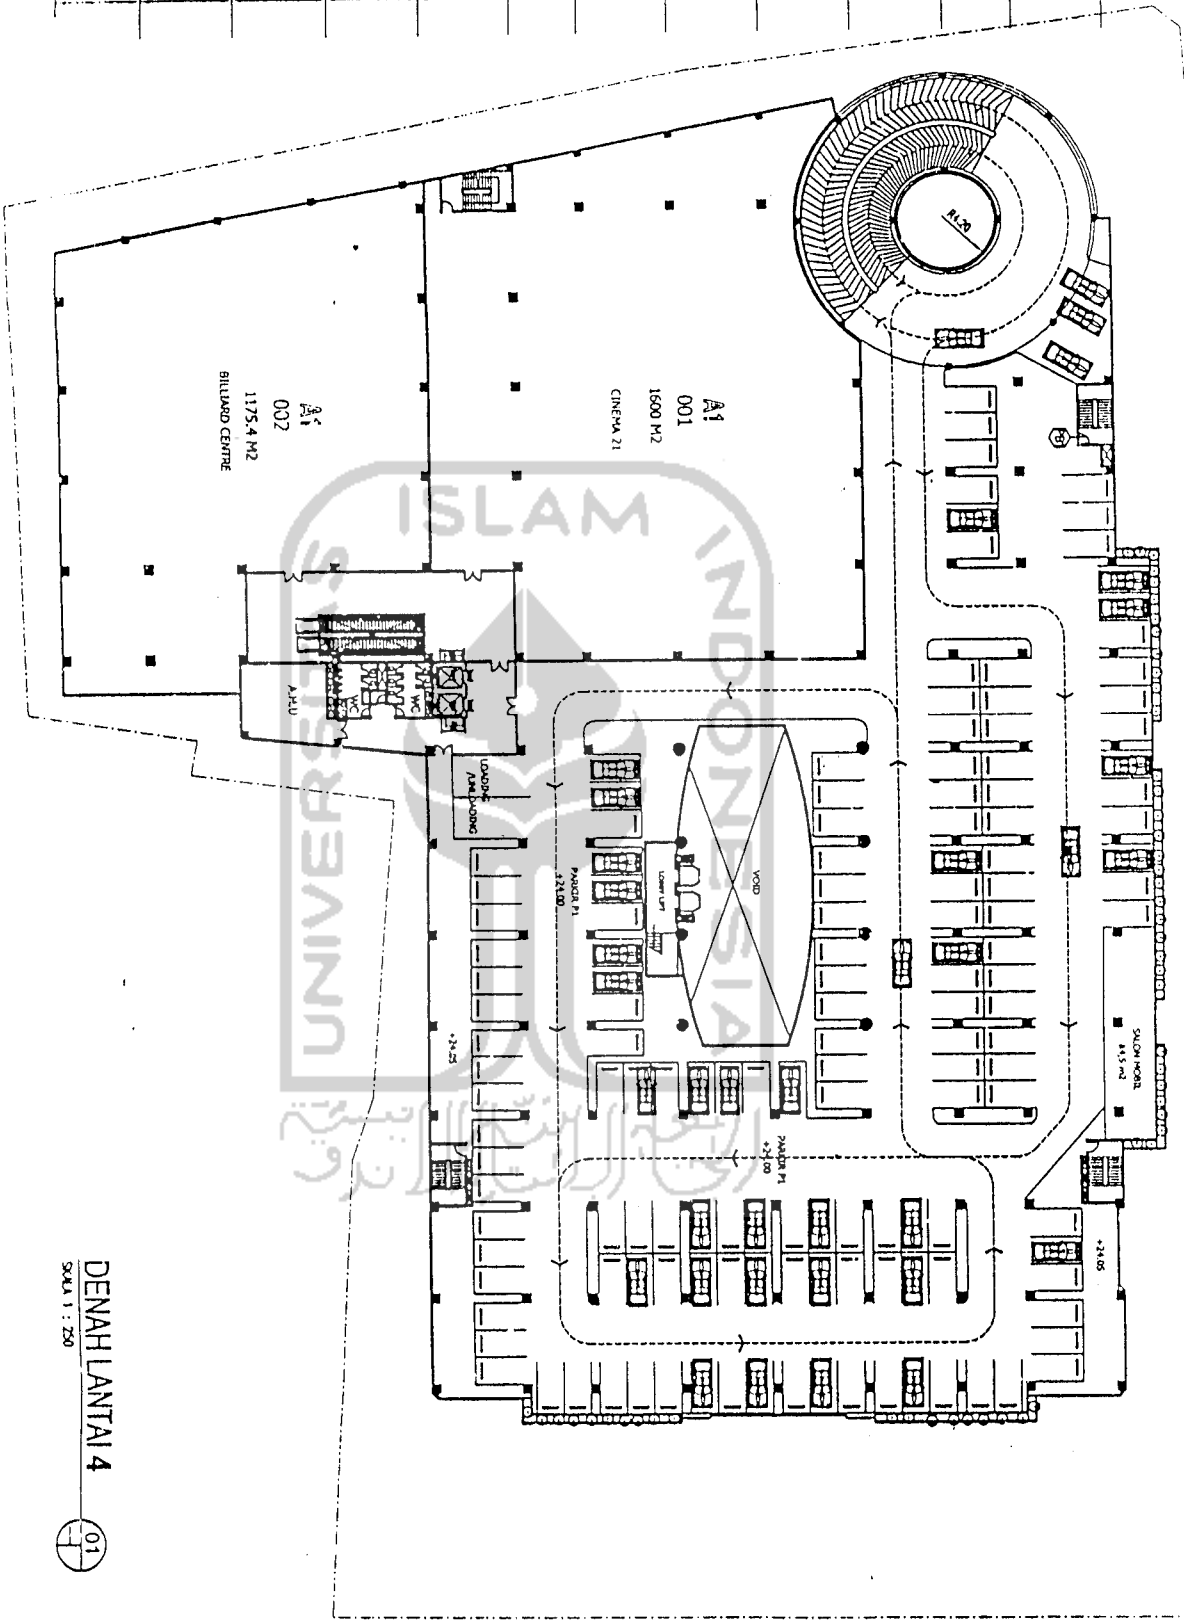 R4.20
PB
A1
001
1600 M2
CINEMA 21
A1
002
1175.4 M2
BILLIARD CENTRE
ISLAM
UNIVERSITAS
INDONESIA
WC
WC
LOADING
/UNLOADING
PARKIR P1
+24.00
LOBBY LIFT
VOID
SALON MOBIL
+24.05
PARKIR P1
+24.00
+24.05
DENAH LANTAI 4
SKALA 1 : 250
01